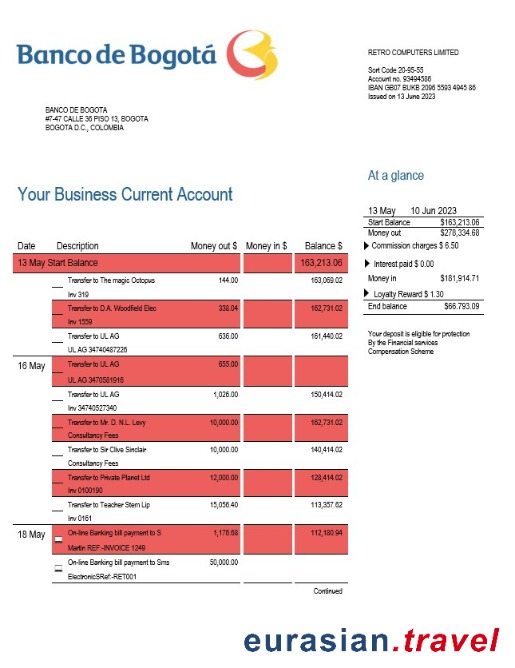 Banco de Bogotá
RETRO COMPUTERS LIMITED
Sort Code 20-95-55
Account no. 93494586
IBAN GB07 BUKB 2096 5593 4945 86
Issued on 13 June 2023
BANCO DE BOGOTA
#7-47 CALLE 36 PISO 13, BOGOTA
BOGOTA D.C., COLOMBIA
At a glance
Your Business Current Account
13 May 10 Jun 2023
Start Balance $163,213.06
Money out $278,334.68
Commission charges $ 6.50
Interest paid $ 0.00
Money in $181,914.71
Loyalty Reward $ 1.30
End balance $66.793.09
Your deposit is eligible for protection
By the Financial services
Compensation Scheme
Date Description Money out $ Money in $ Balance $
13 May Start Balance 163,213.06
Transfer to The magic Octopus 144.00 163,069.02
Inv 319
Transfer to D.A. Woodfield Elec 338.04 162,731.02
Inv 1559
Transfer to UL AG 636.00 161,440.02
UL AG 34740487226
16 May Transfer to UL AG 655.00
UL AG 3470581916
Transfer to UL AG 1,026.00 150,414.02
Inv 34740527340
Transfer to Mr. D. N.L. Levy 10,000.00 162,731.02
Consultancy Fees
Transfer to Sir Clive Sinclair 10,000.00 140,414.02
Consultancy Fees
Transfer to Private Planet Ltd 12,000.00 128,414.02
Inv 0100190
Transfer to Teacher Stern Lip 15,056.40 113,357.62
Inv 0161
18 May On-line Banking bill payment to S 1,176.68 112,180.94
Martin REF:-INVOICE 1249
On-line Banking bill payment to Sms 50,000.00
ElectronicSRef:-RET001
Continued
eurasian.travel